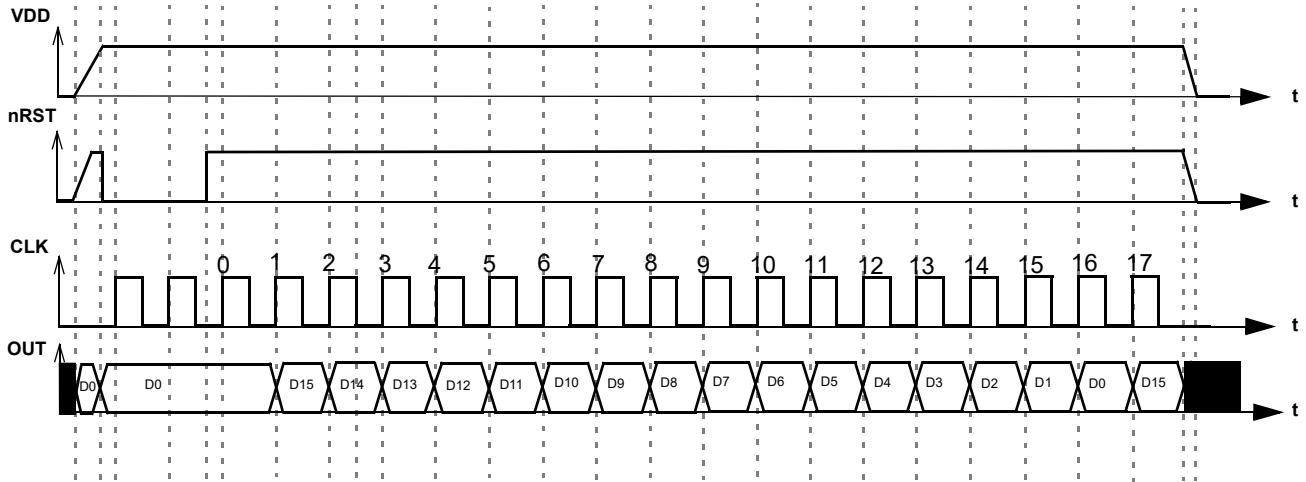 VDD
t
nRST
t
CLK
0 1 2 3 4 5 6 7 8 9 10 11 12 13 14 15 16 17
t
OUT
D0 D0 D15 D14 D13 D12 D11 D10 D9 D8 D7 D6 D5 D4 D3 D2 D1 D0 D15
t